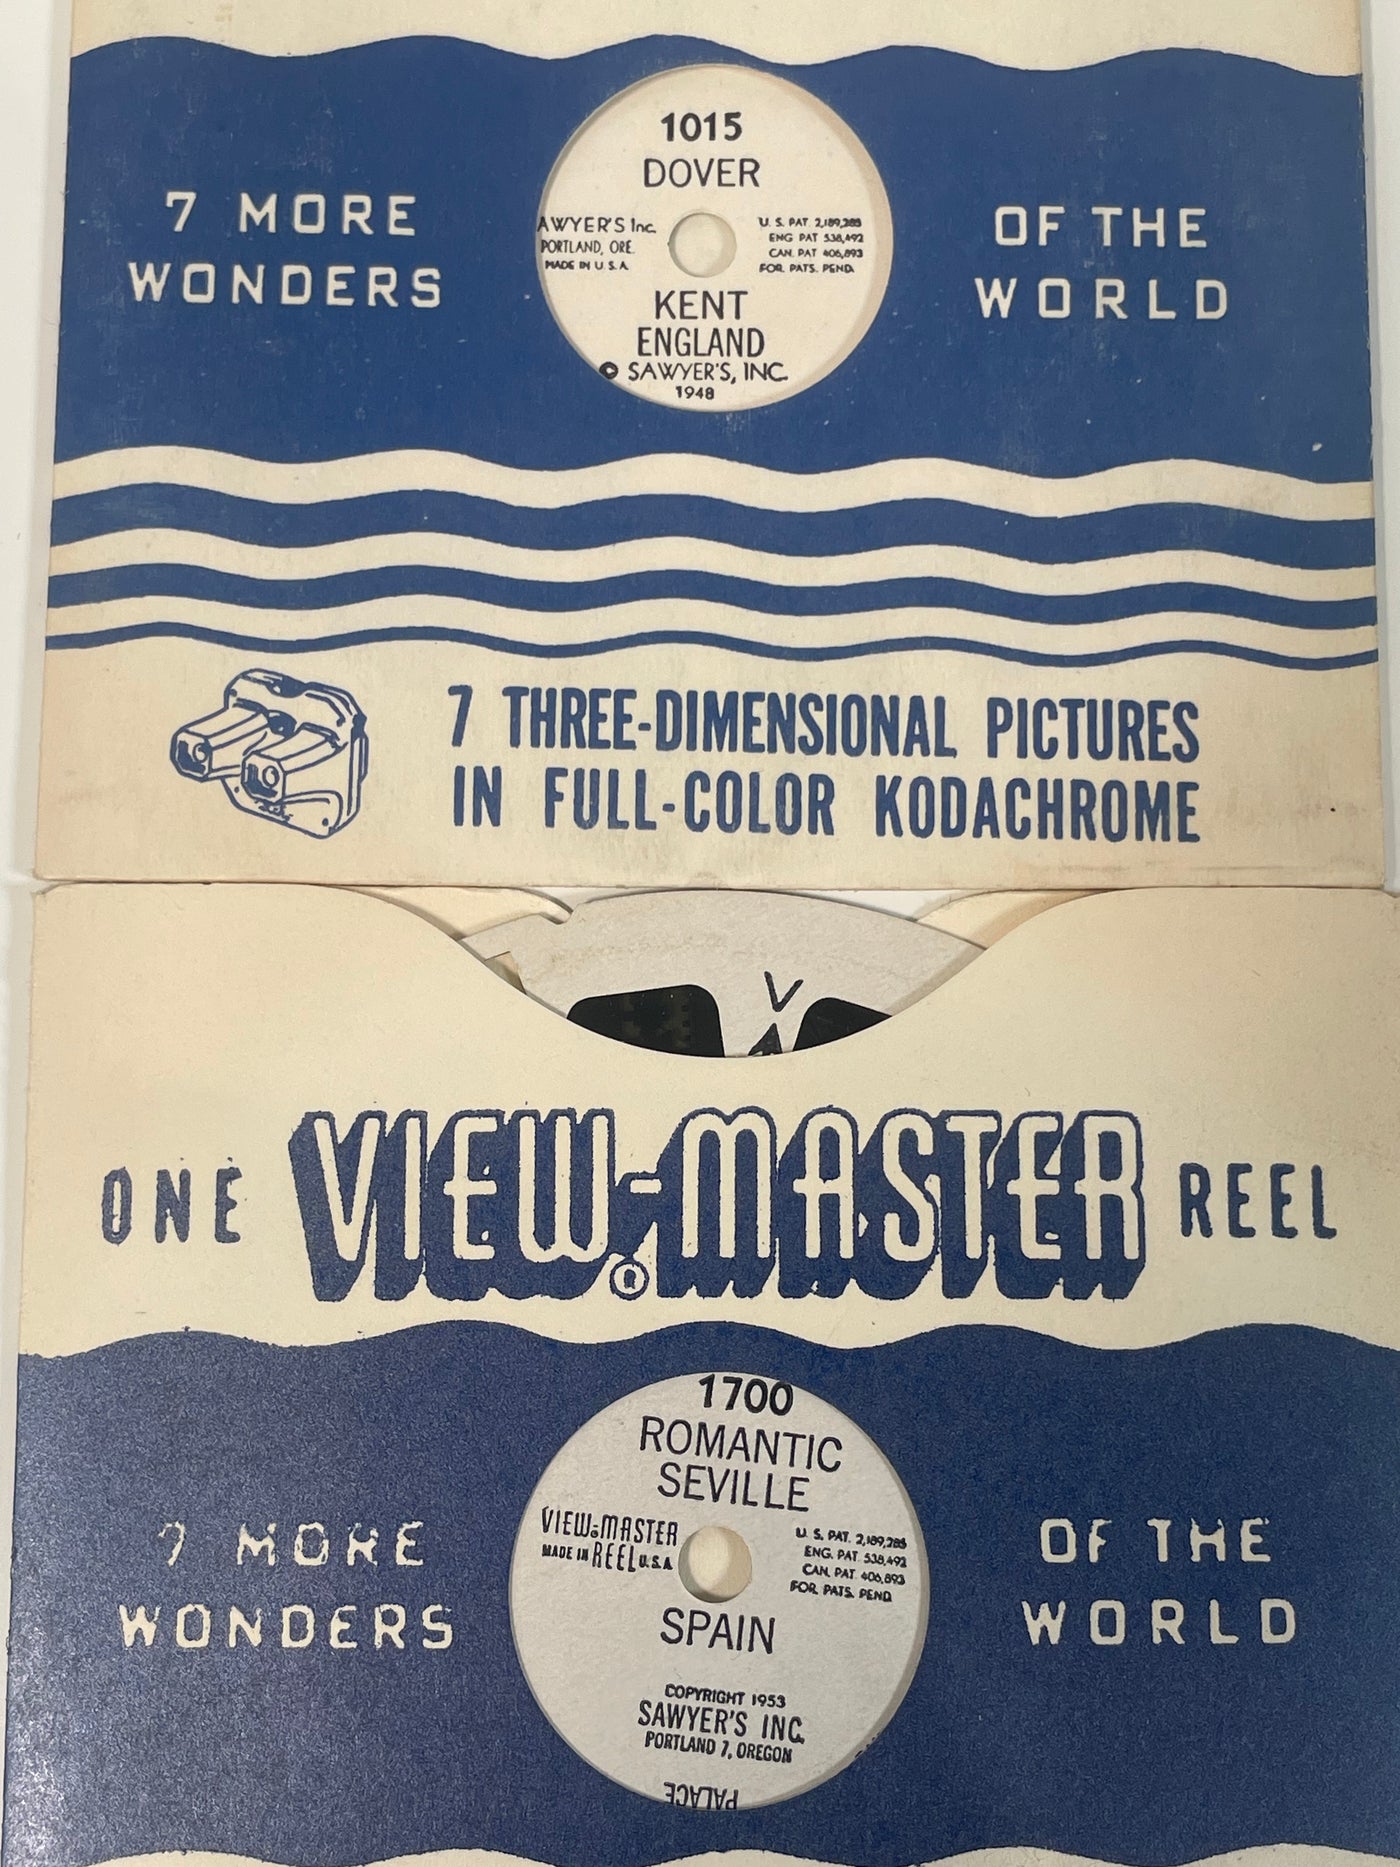 1015
DOVER
7 MORE
WONDERS
AWYER'S Inc.
PORTLAND, ORE.
MADE IN U.S.A.
U. S. PAT. 2,189,285
ENG PAT 538,492
CAN. PAT 406,893
FOR. PATS. PEND.
OF THE
WORLD
KENT
ENGLAND
© SAWYER'S, INC.
1948
7 THREE-DIMENSIONAL PICTURES
IN FULL-COLOR KODACHROME
V
ONE VIEW-MASTER® REEL
1700
ROMANTIC
SEVILLE
7 MORE
WONDERS
VIEW-MASTER
MADE IN REEL U.S.A.
U. S. PAT. 2,189,285
ENG. PAT. 538,492
CAN. PAT. 406,893
FOR. PATS. PEND.
OF THE
WORLD
SPAIN
COPYRIGHT 1953
SAWYER'S INC.
PORTLAND 7, OREGON
PALACE